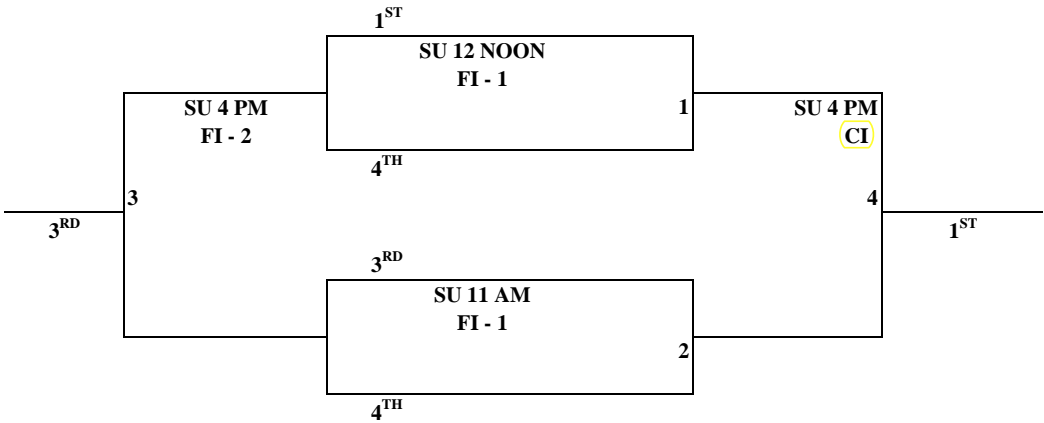 1ST
SU 12 NOON
FI - 1
1
4TH
SU 4 PM
FI - 2
3
3RD
SU 4 PM
CI
4
1ST
3RD
SU 11 AM
FI - 1
2
4TH